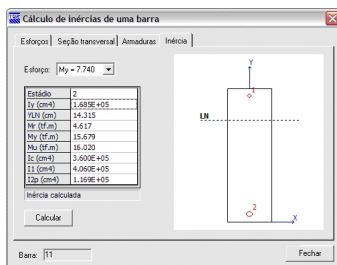 Cálculo de inércias de uma barra
Esforços Seção transversal Armaduras Inércia
Esforço: My = 7.740
Estádio 2
Iy (cm4) 1.685E+05
YLN (cm) 14.315
Mr (tf.m) 4.617
My (tf.m) 15.679
Mu (tf.m) 16.020
Ic (cm4) 3.600E+05
I1 (cm4) 4.060E+05
I2p (cm4) 1.169E+05
Inércia calculada
Calcular
Y
1
LN
2
X
Barra: 11
Fechar